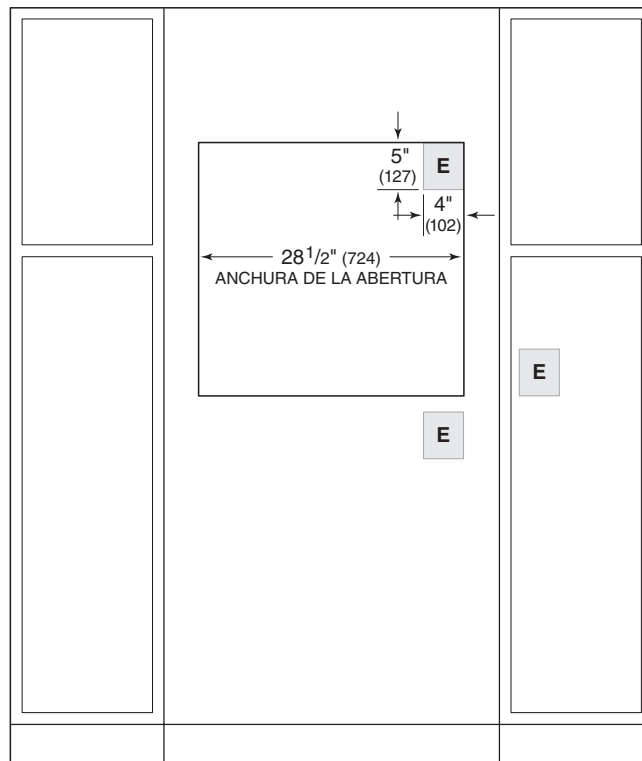 5"
(127)
E
4"
(102)
28 1/2" (724)
ANCHURA DE LA ABERTURA
E
E